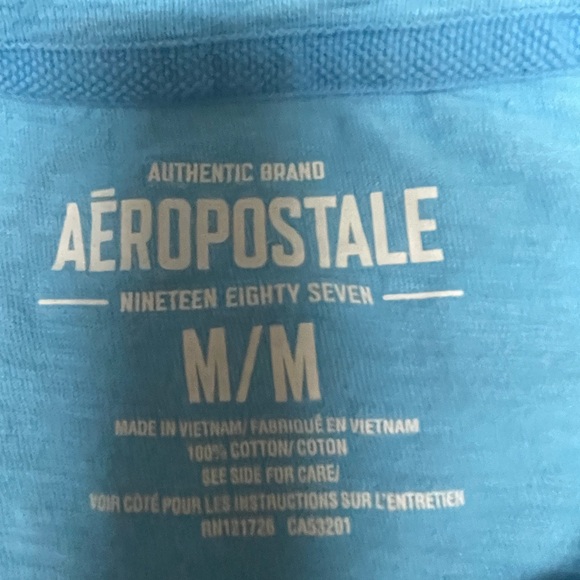 AUTHENTIC BRAND
AÉROPOSTALE
NINETEEN EIGHTY SEVEN
M/M
MADE IN VIETNAM/ FABRIQUÉ EN VIETNAM
100% COTTON/ COTON
SEE SIDE FOR CARE/
VOIR CÔTÉ POUR LES INSTRUCTIONS SUR L'ENTRETIEN
RN121726 CA53201